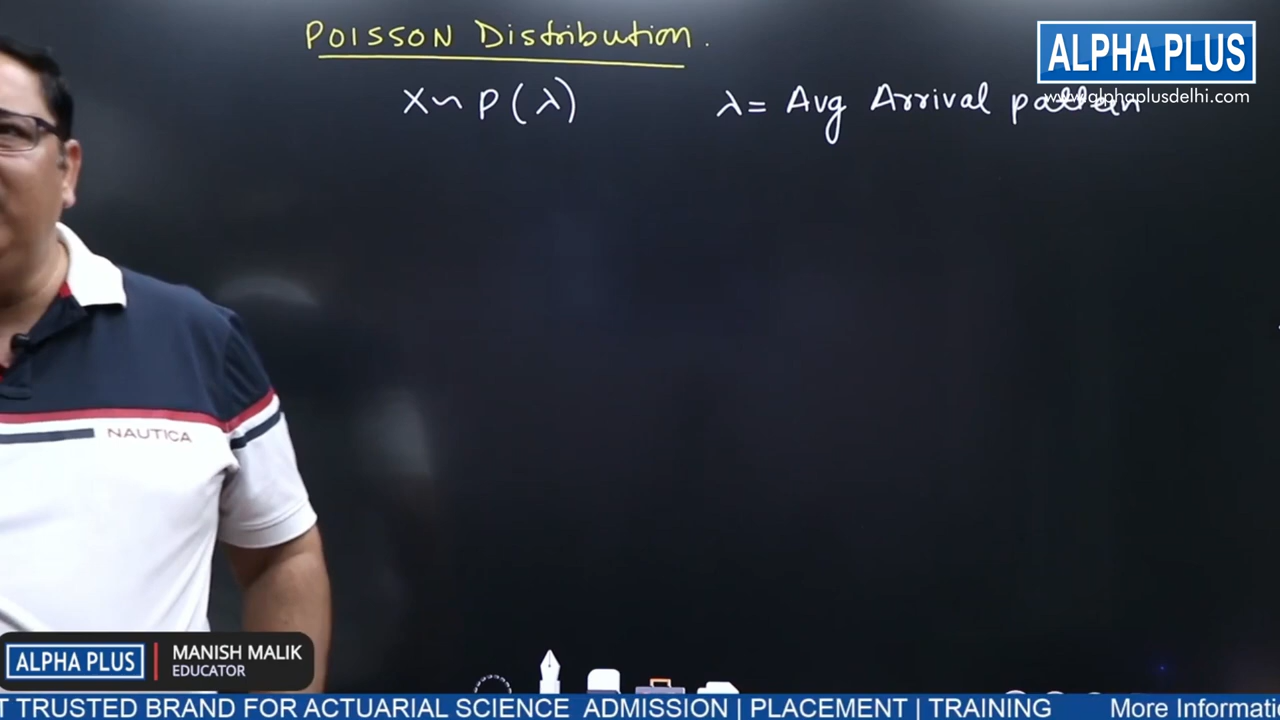 POISSON Distribution.
X ~ P(λ) λ = Avg Arrival pattern
ALPHA PLUS
www.alphaplusdelhi.com
NAUTICA
ALPHA PLUS MANISH MALIK
EDUCATOR
T TRUSTED BRAND FOR ACTUARIAL SCIENCE ADMISSION | PLACEMENT | TRAINING More Informati